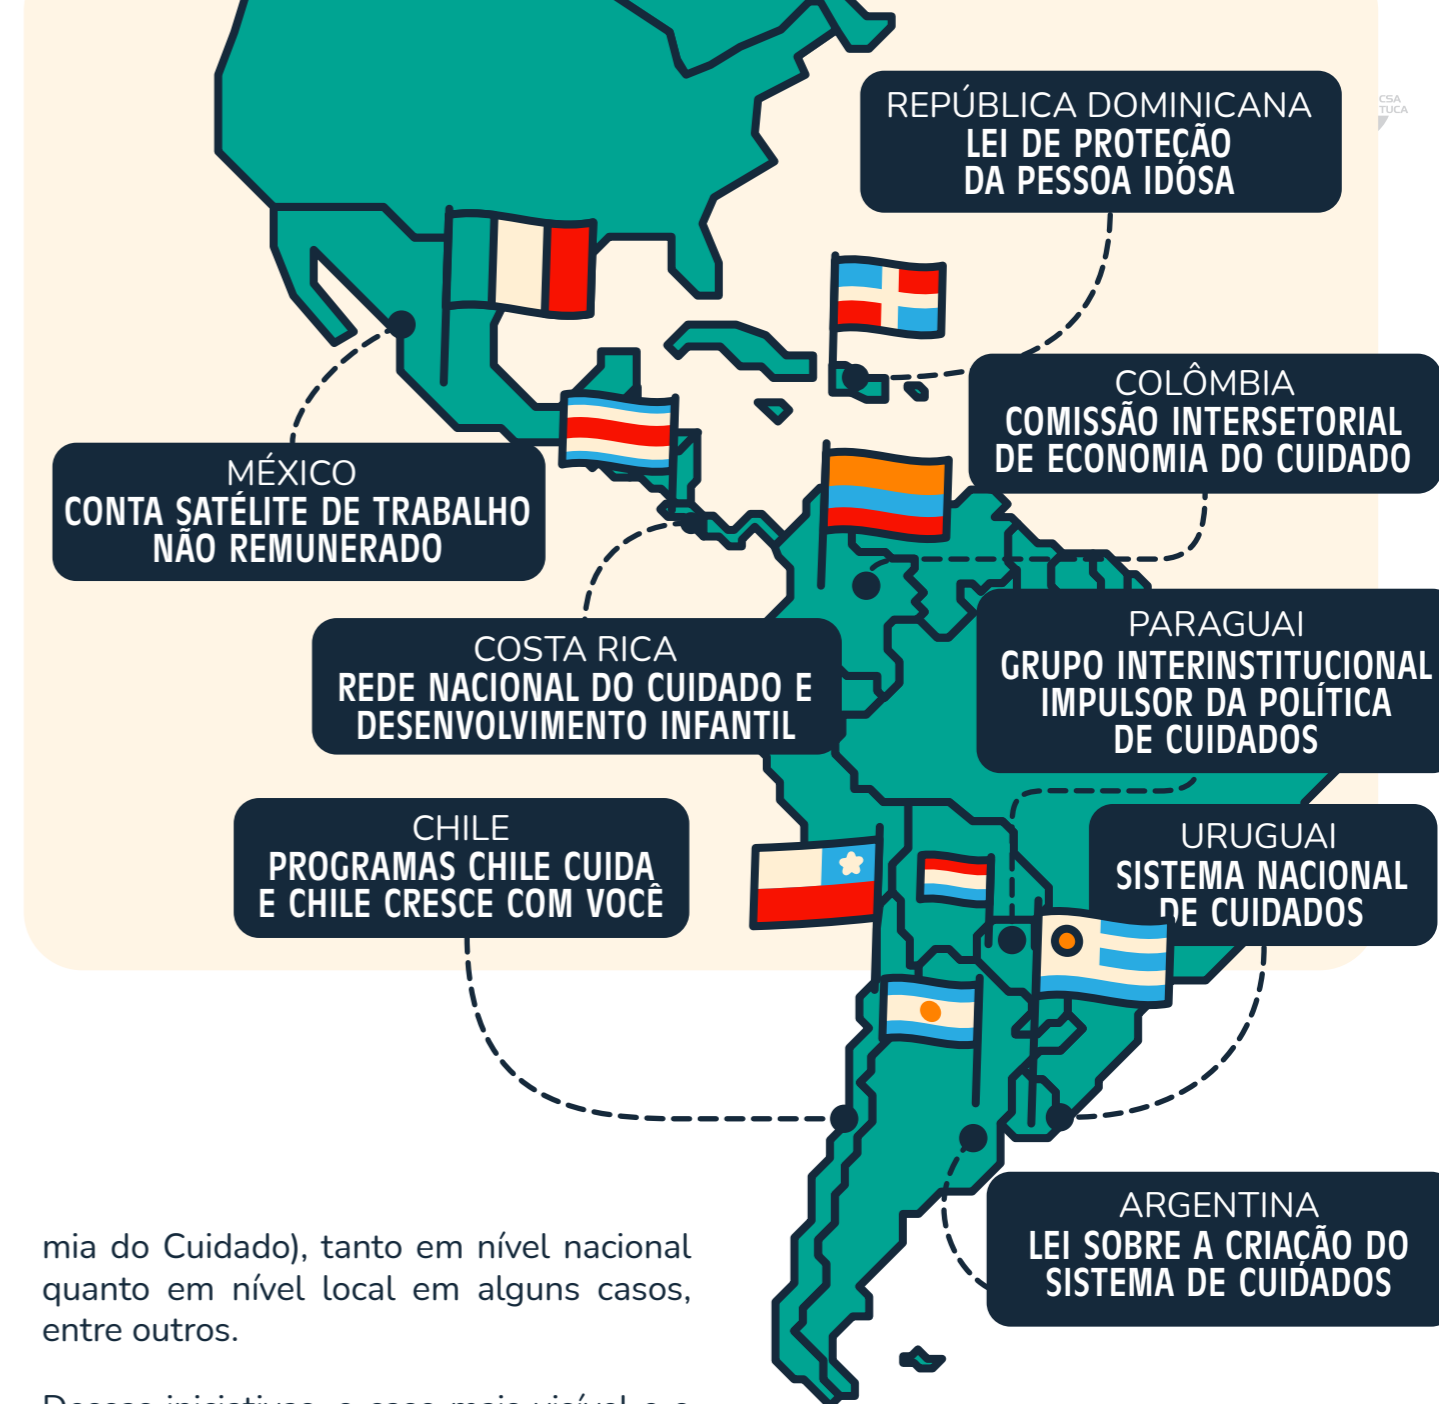 CSA
TUCA
REPÚBLICA DOMINICANA
LEI DE PROTEÇÃO
DA PESSOA IDOSA
COLÔMBIA
COMISSÃO INTERSETORIAL
DE ECONOMIA DO CUIDADO
MÉXICO
CONTA SATÉLITE DE TRABALHO
NÃO REMUNERADO
PARAGUAI
GRUPO INTERINSTITUCIONAL
IMPULSOR DA POLÍTICA
DE CUIDADOS
COSTA RICA
REDE NACIONAL DO CUIDADO E
DESENVOLVIMENTO INFANTIL
CHILE
PROGRAMAS CHILE CUIDA
E CHILE CRESCE COM VOCÊ
URUGUAI
SISTEMA NACIONAL
DE CUIDADOS
ARGENTINA
LEI SOBRE A CRIAÇÃO DO
SISTEMA DE CUIDADOS
mia do Cuidado), tanto em nível nacional
quanto em nível local em alguns casos,
entre outros.